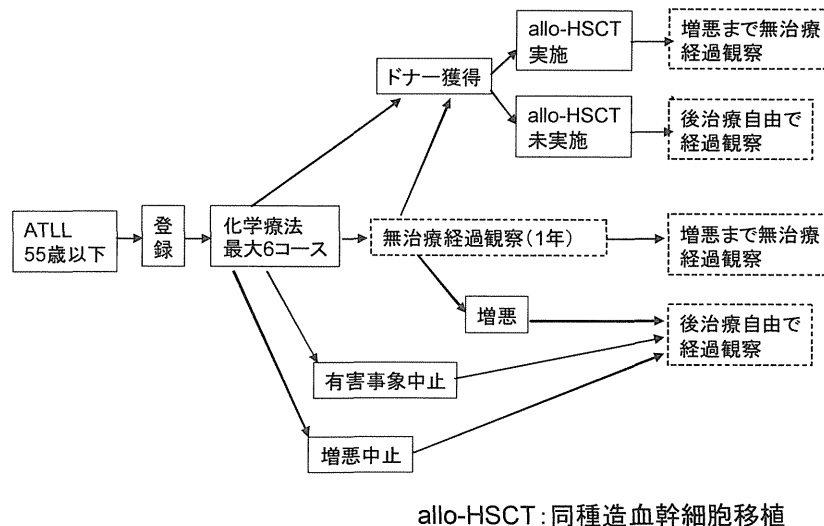 allo-HSCT
実施
増悪まで無治療
経過観察
ドナー獲得
allo-HSCT
未実施
後治療自由で
経過観察
ATLL
55歳以下
登
録
化学療法
最大6コース
無治療経過観察(1年)
増悪まで無治療
経過観察
増悪
後治療自由で
経過観察
有害事象中止
増悪中止
allo-HSCT:同種造血幹細胞移植